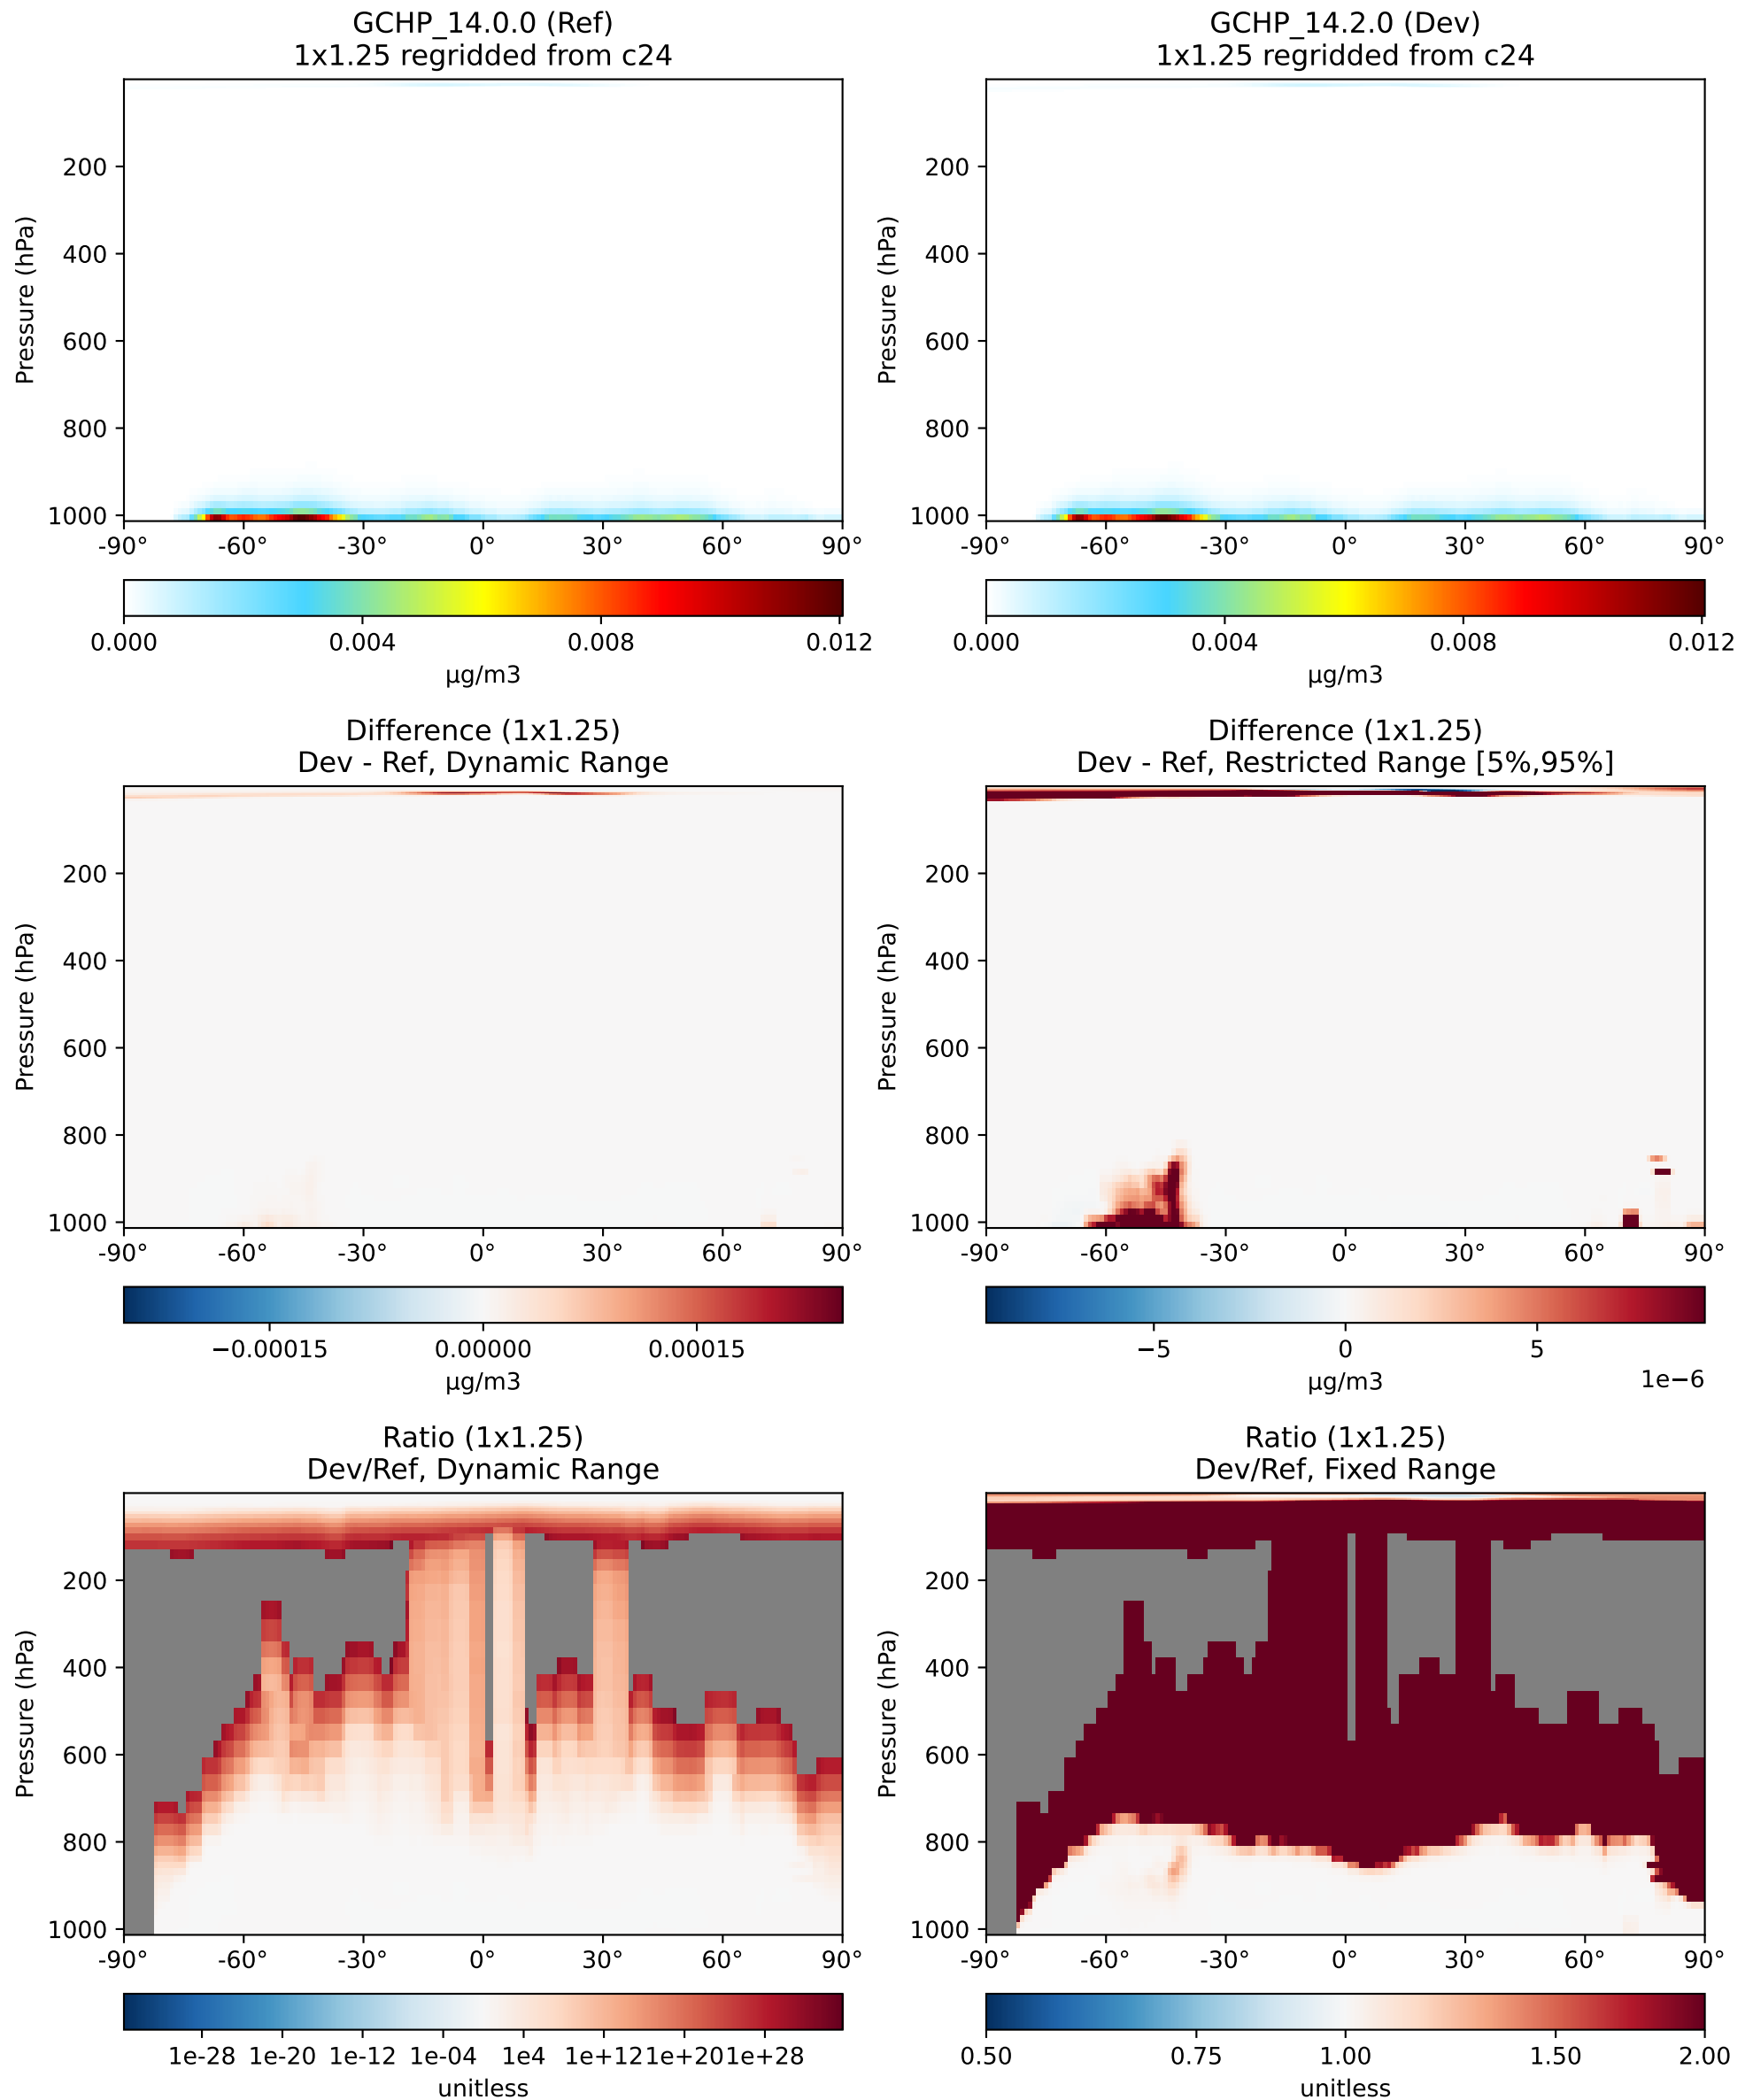 GCHP_14.0.0 (Ref)
1x1.25 regridded from c24
Pressure (hPa)
200
400
600
800
1000
-90° -60° -30° 0° 30° 60° 90°
0.000 0.004 0.008 0.012
μg/m3
GCHP_14.2.0 (Dev)
1x1.25 regridded from c24
Pressure (hPa)
200
400
600
800
1000
-90° -60° -30° 0° 30° 60° 90°
0.000 0.004 0.008 0.012
μg/m3
Difference (1x1.25)
Dev - Ref, Dynamic Range
Pressure (hPa)
200
400
600
800
1000
-90° -60° -30° 0° 30° 60° 90°
−0.00015 0.00000 0.00015
μg/m3
Difference (1x1.25)
Dev - Ref, Restricted Range [5%,95%]
Pressure (hPa)
200
400
600
800
1000
-90° -60° -30° 0° 30° 60° 90°
−5 0 5
μg/m3
1e−6
Ratio (1x1.25)
Dev/Ref, Dynamic Range
Pressure (hPa)
200
400
600
800
1000
-90° -60° -30° 0° 30° 60° 90°
1e-28 1e-20 1e-12 1e-04 1e4 1e+12 1e+20 1e+28
unitless
Ratio (1x1.25)
Dev/Ref, Fixed Range
Pressure (hPa)
200
400
600
800
1000
-90° -60° -30° 0° 30° 60° 90°
0.50 0.75 1.00 1.50 2.00
unitless